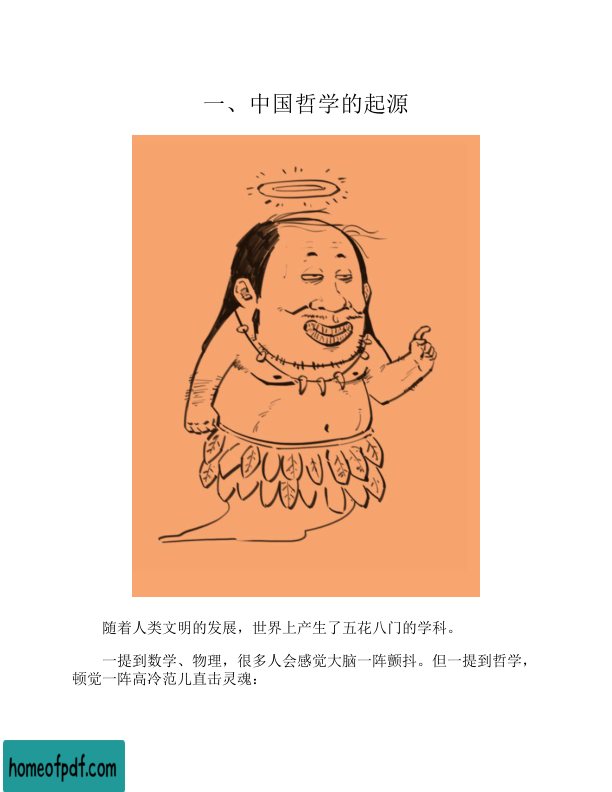 一、中国哲学的起源
随着人类文明的发展，世界上产生了五花八门的学科。
一提到数学、物理，很多人会感觉大脑一阵颤抖。但一提到哲学，
顿觉一阵高冷范儿直击灵魂：
homeofpdf.com